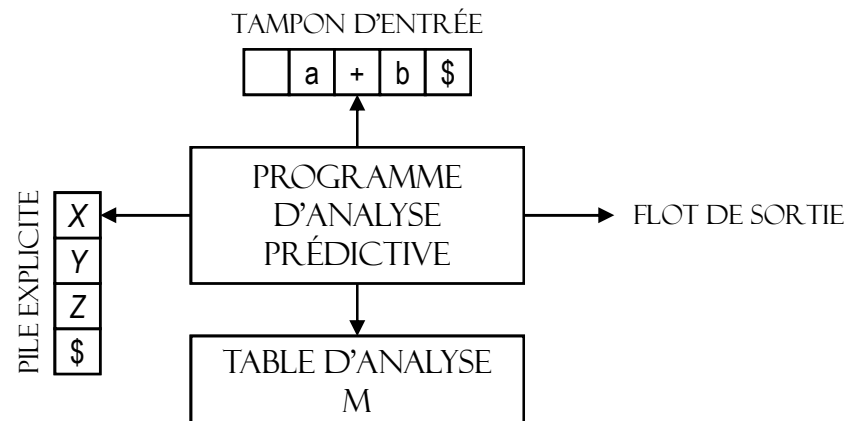 TAMPON D'ENTRÉE
a + b $
PROGRAMME
D'ANALYSE
PRÉDICTIVE
PILE EXPLICITE
X
Y
Z
$
FLOT DE SORTIE
TABLE D'ANALYSE
M